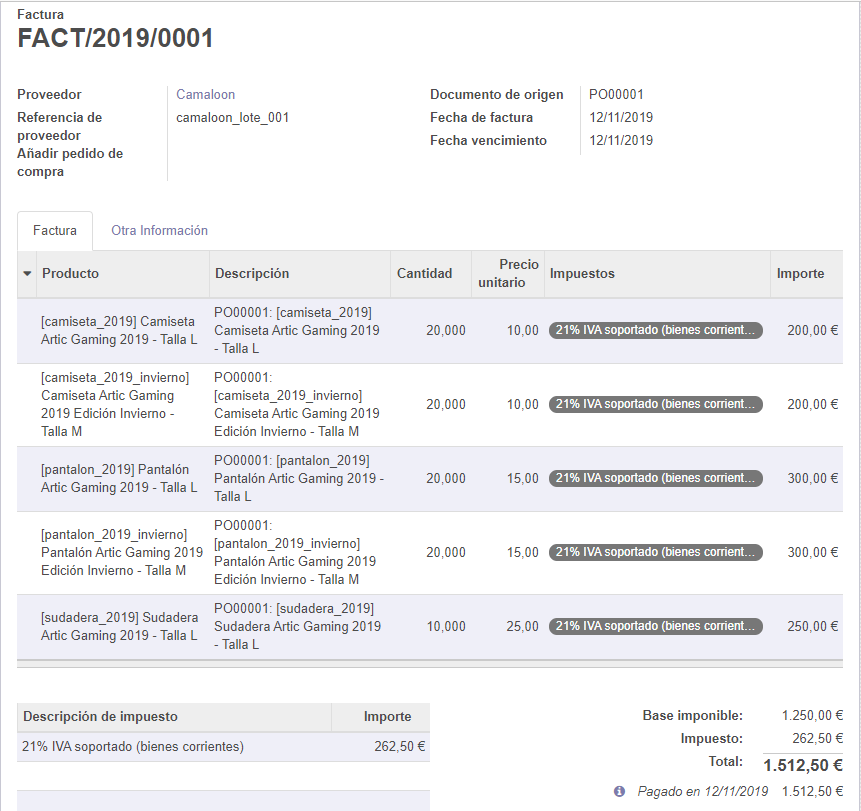 Factura
FACT/2019/0001
Proveedor
Camaloon
Referencia de
proveedor
camaloon_lote_001
Añadir pedido de
compra
Documento de origen
PO00001
Fecha de factura
12/11/2019
Fecha vencimiento
12/11/2019
Factura
Otra Información
Producto
Descripción
Cantidad
Precio
unitario
Impuestos
Importe
[camiseta_2019] Camiseta
Artic Gaming 2019 - Talla L
PO00001: [camiseta_2019]
Camiseta Artic Gaming 2019
- Talla L
20,000
10,00
21% IVA soportado (bienes corrient...
200,00 €
[camiseta_2019_invierno]
Camiseta Artic Gaming
2019 Edición Invierno -
Talla M
PO00001:
[camiseta_2019_invierno]
Camiseta Artic Gaming 2019
Edición Invierno - Talla M
20,000
10,00
21% IVA soportado (bienes corrient...
200,00 €
[pantalon_2019] Pantalón
Artic Gaming 2019 - Talla L
PO00001: [pantalon_2019]
Pantalón Artic Gaming 2019 -
Talla L
20,000
15,00
21% IVA soportado (bienes corrient...
300,00 €
[pantalon_2019_invierno]
Pantalón Artic Gaming 2019
Edición Invierno - Talla M
PO00001:
[pantalon_2019_invierno]
Pantalón Artic Gaming 2019
Edición Invierno - Talla M
20,000
15,00
21% IVA soportado (bienes corrient...
300,00 €
[sudadera_2019] Sudadera
Artic Gaming 2019 - Talla L
PO00001: [sudadera_2019]
Sudadera Artic Gaming 2019
- Talla L
10,000
25,00
21% IVA soportado (bienes corrient...
250,00 €
Descripción de impuesto
Importe
21% IVA soportado (bienes corrientes)
262,50 €
Base imponible:
1.250,00 €
Impuesto:
262,50 €
Total:
1.512,50 €
Pagado en 12/11/2019
1.512,50 €